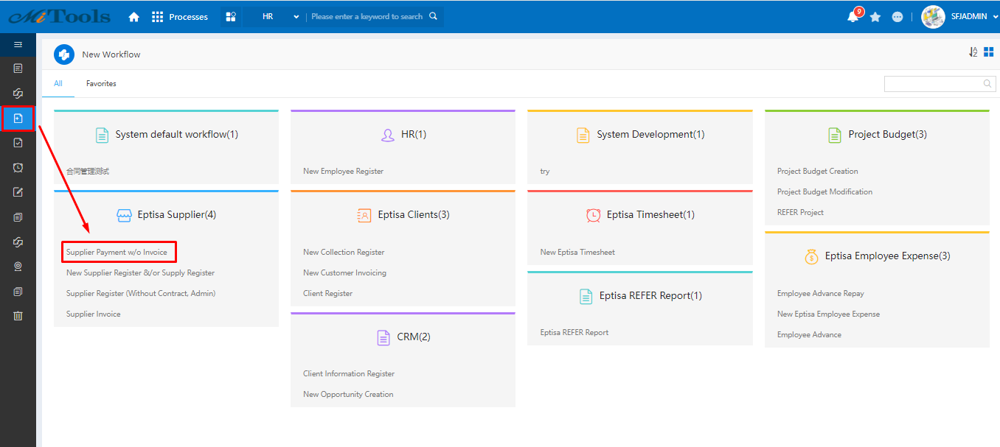 MiTools
Processes
HR
Please enter a keyword to search
9
SFJADMIN
New Workflow
All
Favorites
System default workflow(1)
合同管理测试
Eptisa Supplier(4)
Supplier Payment w/o Invoice
New Supplier Register &/or Supply Register
Supplier Register (Without Contract, Admin)
Supplier Invoice
HR(1)
New Employee Register
Eptisa Clients(3)
New Collection Register
New Customer Invoicing
Client Register
CRM(2)
Client Information Register
New Opportunity Creation
System Development(1)
try
Eptisa Timesheet(1)
New Eptisa Timesheet
Eptisa REFER Report(1)
Eptisa REFER Report
Project Budget(3)
Project Budget Creation
Project Budget Modification
REFER Project
Eptisa Employee Expense(3)
Employee Advance Repay
New Eptisa Employee Expense
Employee Advance